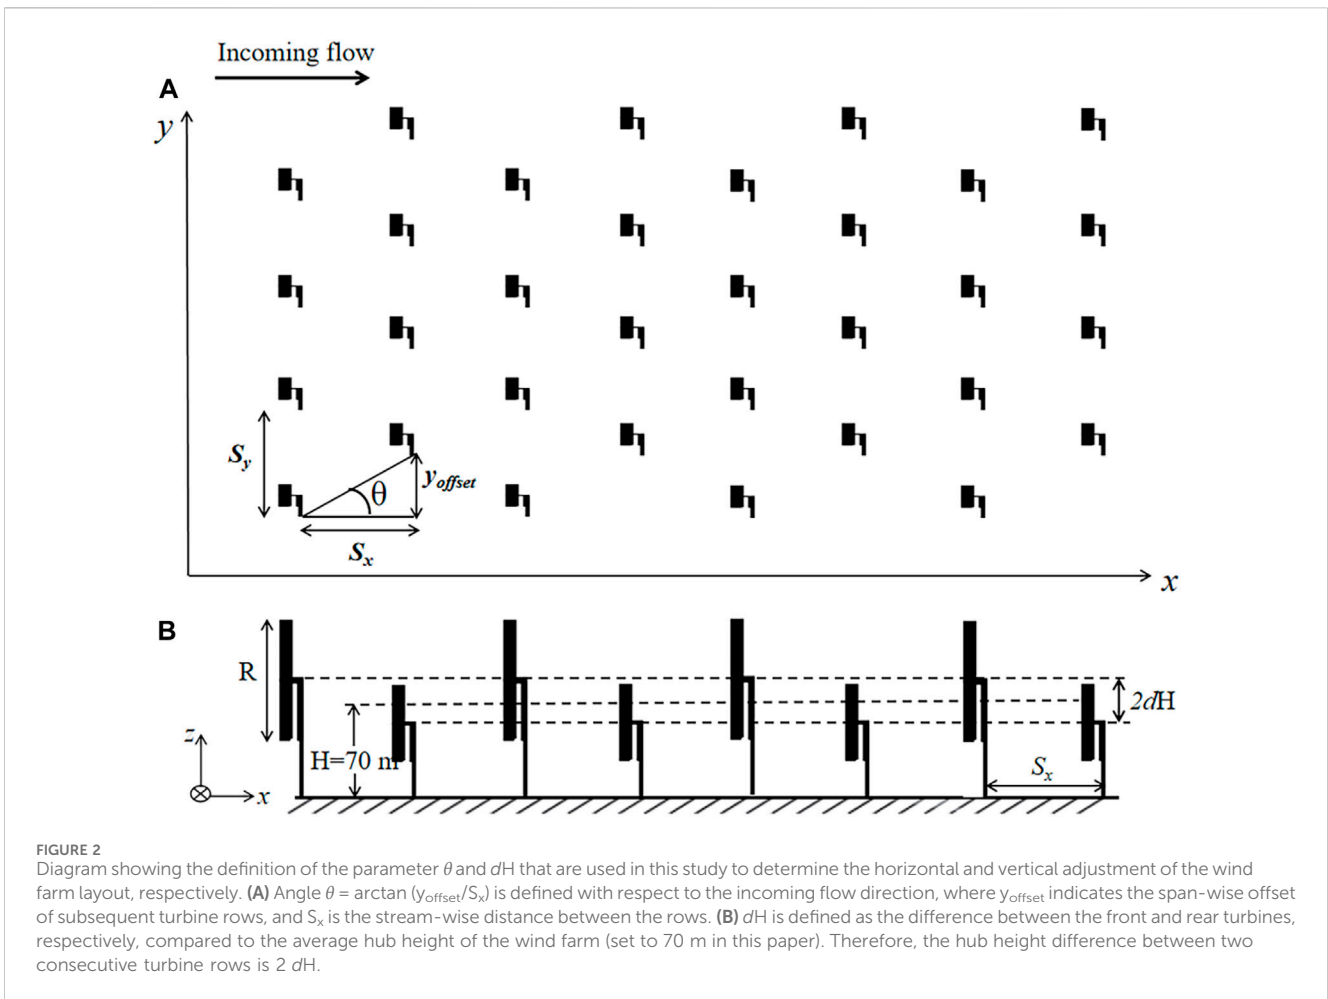 Incoming flow
A
y
S_y
y_offset
θ
S_x
x
B
R
2dH
z
H=70 m
S_x
x
FIGURE 2
Diagram showing the definition of the parameter θ and dH that are used in this study to determine the horizontal and vertical adjustment of the wind
farm layout, respectively. (A) Angle θ = arctan (y_offset/S_x) is defined with respect to the incoming flow direction, where y_offset indicates the span-wise offset
of subsequent turbine rows, and S_x is the stream-wise distance between the rows. (B) dH is defined as the difference between the front and rear turbines,
respectively, compared to the average hub height of the wind farm (set to 70 m in this paper). Therefore, the hub height difference between two
consecutive turbine rows is 2 dH.